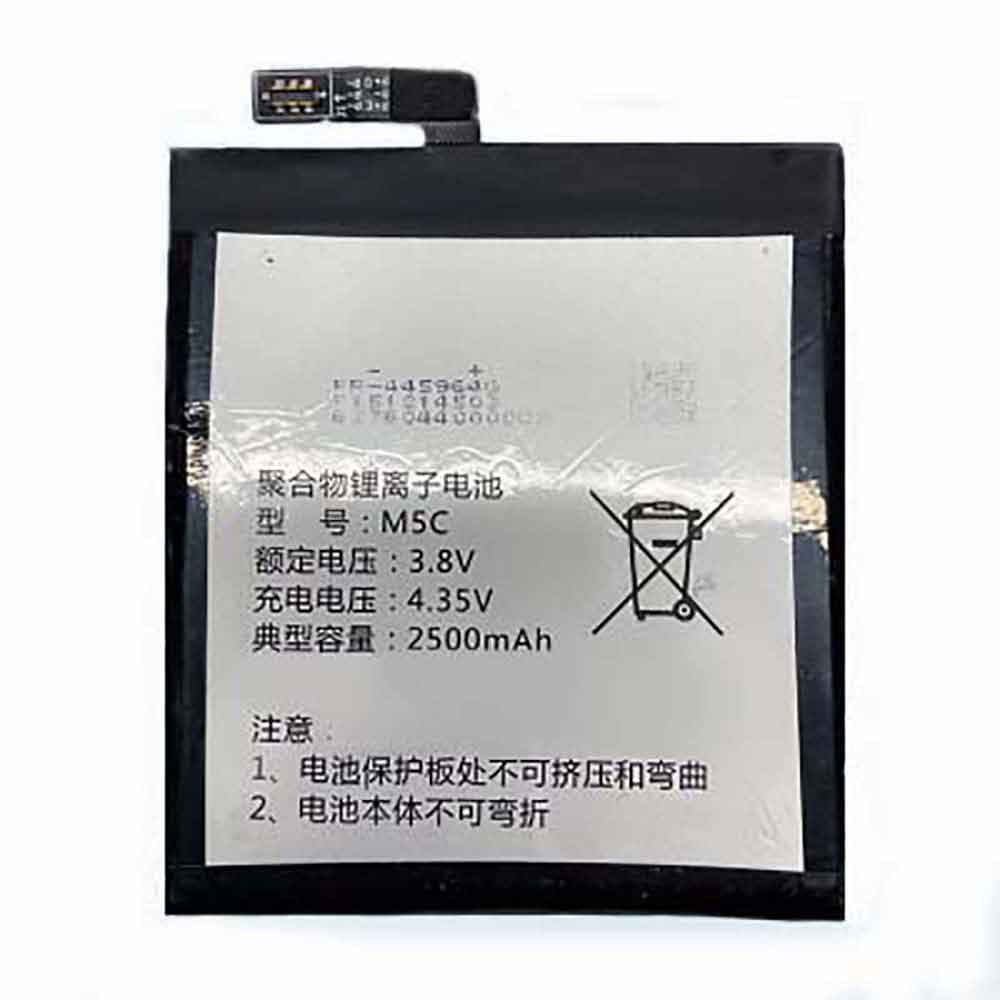 - +
聚合物锂离子电池
型 号：M5C
额定电压：3.8V
充电电压：4.35V
典型容量：2500mAh
注意：
1、电池保护板处不可挤压和弯曲
2、电池本体不可弯折